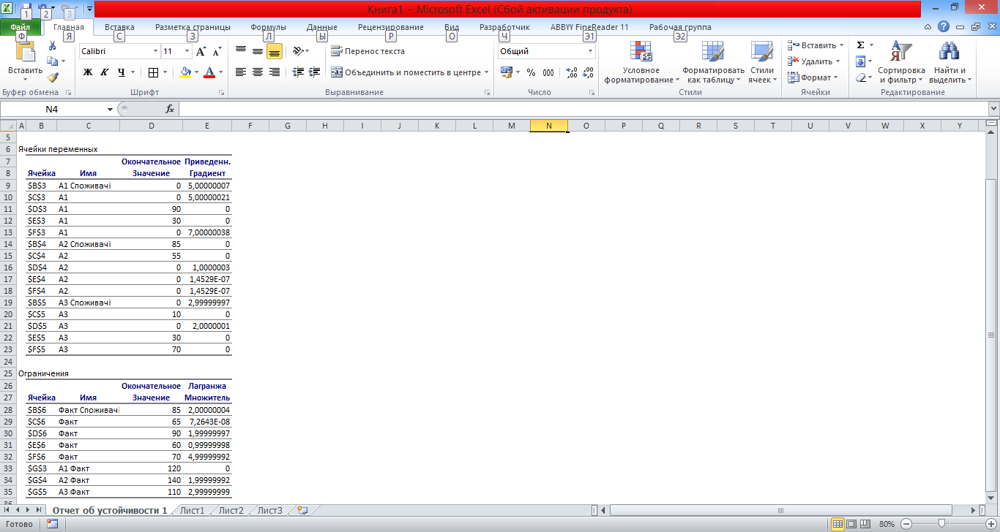 Книга1 - Microsoft Excel (Сбой активации продукта)
1 2 3
Файл Главная Вставка Разметка страницы Формулы Данные Рецензирование Вид Разработчик ABBYY FineReader 11 Рабочая группа
Ф Я С З Л Ы Р О Ч Э1 Э2
Вставить Calibri 11 Перенос текста Общий Условное форматирование Форматировать как таблицу Стили ячеек Вставить Сортировка и фильтр Найти и выделить
Ж К Ч Объединить и поместить в центре % 000 Удалить
Формат
Буфер обмена Шрифт Выравнивание Число Стили Ячейки Редактирование
N4 fx
A B C D E F G H I J K L M N O P Q R S T U V W X Y
5
6 Ячейки переменных
7 Окончательное Приведенн.
8 Ячейка Имя Значение Градиент
9 $B$3 A1 Споживачі 0 5,00000007
10 $C$3 A1 0 5,00000021
11 $D$3 A1 90 0
12 $E$3 A1 30 0
13 $F$3 A1 0 7,00000038
14 $B$4 A2 Споживачі 85 0
15 $C$4 A2 55 0
16 $D$4 A2 0 1,0000003
17 $E$4 A2 0 1,4529E-07
18 $F$4 A2 0 1,4529E-07
19 $B$5 A3 Споживачі 0 2,99999997
20 $C$5 A3 10 0
21 $D$5 A3 0 2,0000001
22 $E$5 A3 30 0
23 $F$5 A3 70 0
24
25 Ограничения
26 Окончательное Лагранжа
27 Ячейка Имя Значение Множитель
28 $B$6 Факт Споживачі 85 2,00000004
29 $C$6 Факт 65 7,2643E-08
30 $D$6 Факт 90 1,99999997
31 $E$6 Факт 60 0,99999998
32 $F$6 Факт 70 4,99999992
33 $G$3 A1 Факт 120 0
34 $G$4 A2 Факт 140 1,99999992
35 $G$5 A3 Факт 110 2,99999999
36
Отчет об устойчивости 1 Лист1 Лист2 Лист3
Готово 80%